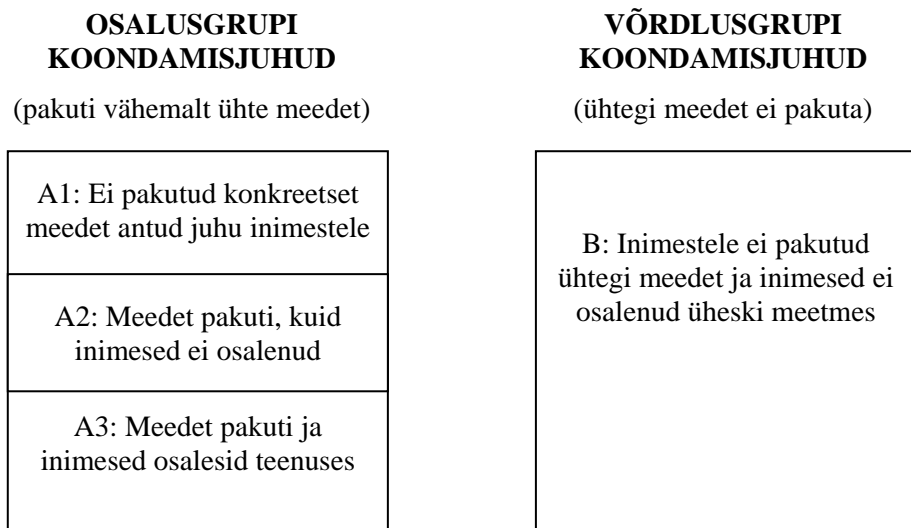 OSALUSGRUPI
KOONDAMISJUHUD
(pakuti vähemalt ühte meedet)
A1: Ei pakutud konkreetset
meedet antud juhu inimestele
A2: Meedet pakuti, kuid
inimesed ei osalenud
A3: Meedet pakuti ja
inimesed osalesid teenuses
VÕRDLUSGRUPI
KOONDAMISJUHUD
(ühtegi meedet ei pakuta)
B: Inimestele ei pakutud
ühtegi meedet ja inimesed ei
osalenud üheski meetmes